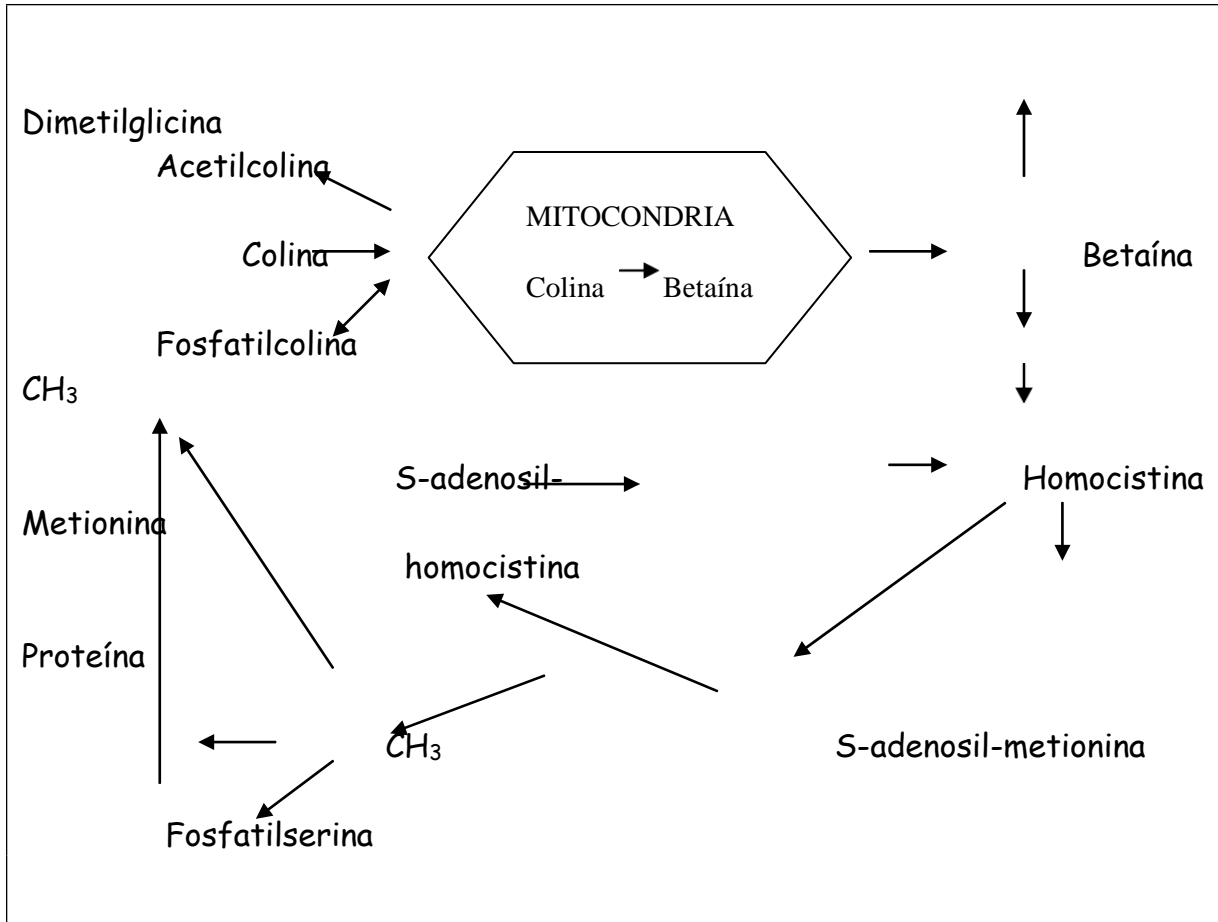 Dimetilglicina
Acetilcolina
MITOCONDRIA
Colina
Betaína
Colina Betaína
Fosfatilcolina
CH₃
S-adenosil-
Homocistina
Metionina
homocistina
Proteína
CH₃
S-adenosil-metionina
Fosfatilserina